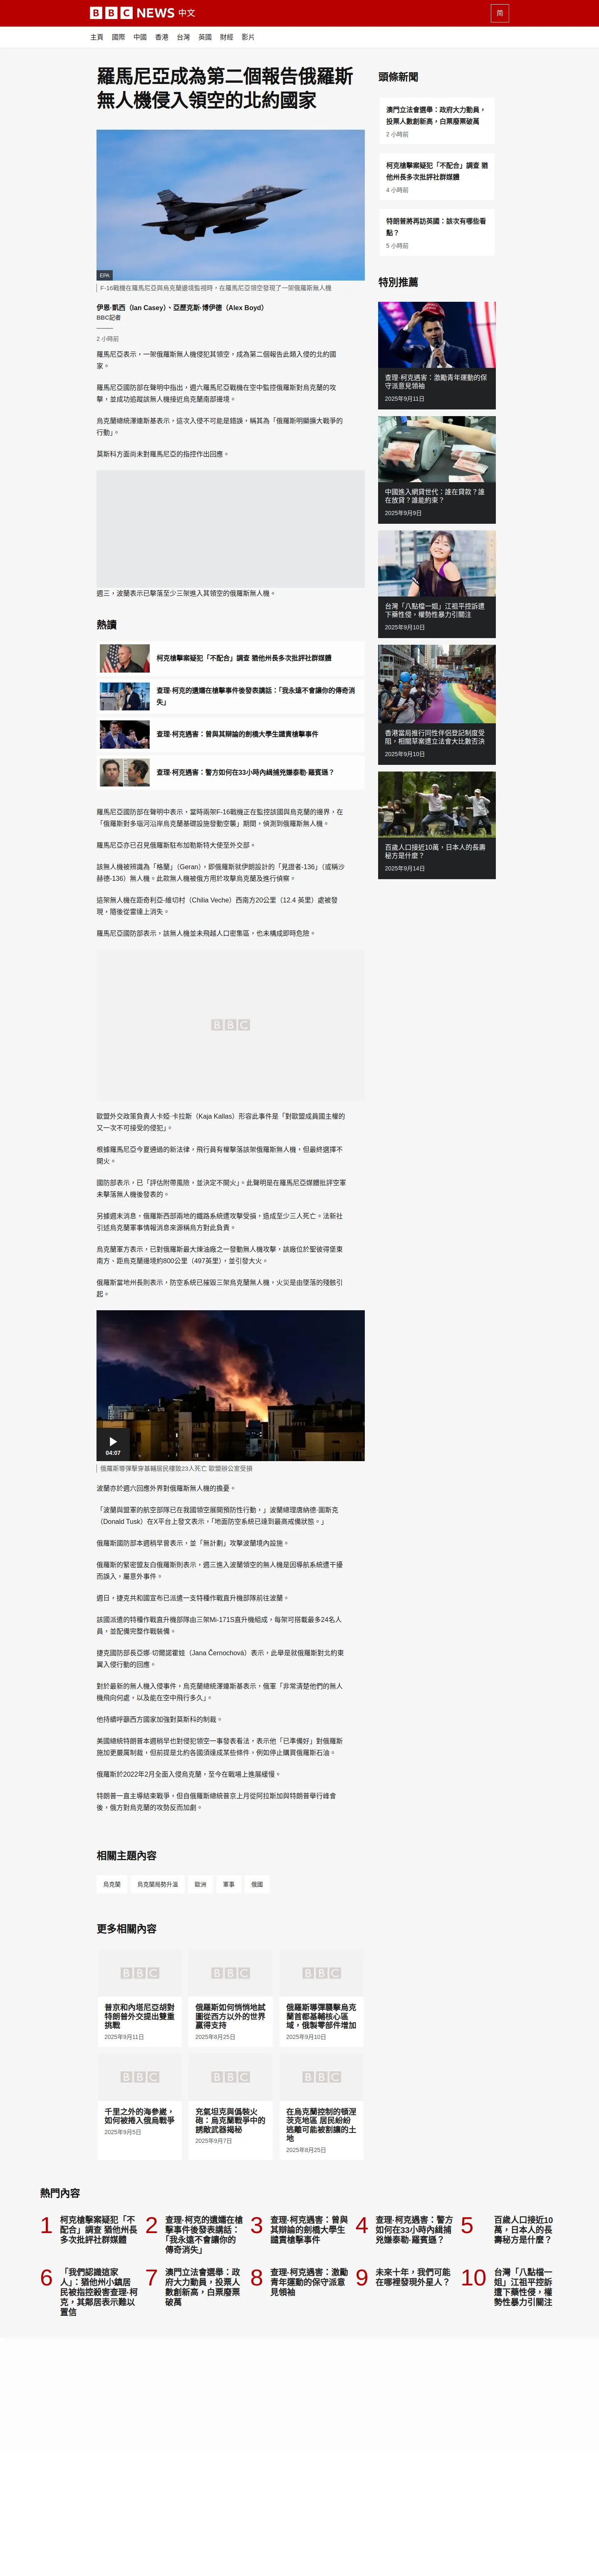 BBC NEWS 中文
简
主頁 國際 中國 香港 台灣 英國 財經 影片
羅馬尼亞成為第二個報告俄羅斯
無人機侵入領空的北約國家
EPA
F-16戰機在羅馬尼亞與烏克蘭邊境監視時，在羅馬尼亞領空發現了一架俄羅斯無人機
伊恩·凱西（Ian Casey）、亞歷克斯·博伊德（Alex Boyd）
BBC記者
2 小時前
羅馬尼亞表示，一架俄羅斯無人機侵犯其領空，成為第二個報告此類入侵的北約國
家。
羅馬尼亞國防部在聲明中指出，週六羅馬尼亞戰機在空中監控俄羅斯對烏克蘭的攻
擊，並成功追蹤該無人機接近烏克蘭南部邊境。
烏克蘭總統澤連斯基表示，這次入侵不可能是錯誤，稱其為「俄羅斯明顯擴大戰爭的
行動」。
莫斯科方面尚未對羅馬尼亞的指控作出回應。
週三，波蘭表示已擊落至少三架進入其領空的俄羅斯無人機。
熱讀
柯克槍擊案疑犯「不配合」調查 猶他州長多次批評社群媒體
查理·柯克的遺孀在槍擊事件後發表講話：「我永遠不會讓你的傳奇消
失」
查理·柯克遇害：曾與其辯論的劍橋大學生譴責槍擊事件
查理·柯克遇害：警方如何在33小時內緝捕兇嫌泰勒·羅賓遜？
羅馬尼亞國防部在聲明中表示，當時兩架F-16戰機正在監控該國與烏克蘭的邊界，在
「俄羅斯對多瑙河沿岸烏克蘭基礎設施發動空襲」期間，偵測到俄羅斯無人機。
羅馬尼亞亦已召見俄羅斯駐布加勒斯特大使至外交部。
該無人機被辨識為「格蘭」（Geran），即俄羅斯就伊朗設計的「見證者-136」（或稱沙
赫德-136）無人機。此款無人機被俄方用於攻擊烏克蘭及進行偵察。
這架無人機在距奇利亞-維切村（Chilia Veche）西南方20公里（12.4 英里）處被發
現，隨後從雷達上消失。
羅馬尼亞國防部表示，該無人機並未飛越人口密集區，也未構成即時危險。
BBC
歐盟外交政策負責人卡婭·卡拉斯（Kaja Kallas）形容此事件是「對歐盟成員國主權的
又一次不可接受的侵犯」。
根據羅馬尼亞今夏通過的新法律，飛行員有權擊落該架俄羅斯無人機，但最終選擇不
開火。
國防部表示，已「評估附帶風險，並決定不開火」。此聲明是在羅馬尼亞媒體批評空軍
未擊落無人機後發表的。
另據週末消息，俄羅斯西部兩地的鐵路系統遭攻擊受損，造成至少三人死亡。法新社
引述烏克蘭軍事情報消息來源稱烏方對此負責。
烏克蘭軍方表示，已對俄羅斯最大煉油廠之一發動無人機攻擊，該廠位於聖彼得堡東
南方、距烏克蘭邊境約800公里（497英里），並引發大火。
俄羅斯當地州長則表示，防空系統已摧毀三架烏克蘭無人機，火災是由墜落的殘骸引
起。
04:07
俄羅斯導彈擊穿基輔居民樓致23人死亡 歐盟辦公室受損
波蘭亦於週六回應外界對俄羅斯無人機的擔憂。
「波蘭與盟軍的航空部隊已在我國領空展開預防性行動，」波蘭總理唐納德·圖斯克
（Donald Tusk）在X平台上發文表示，「地面防空系統已達到最高戒備狀態。」
俄羅斯國防部本週稍早曾表示，並「無計劃」攻擊波蘭境內設施。
俄羅斯的緊密盟友白俄羅斯則表示，週三進入波蘭領空的無人機是因導航系統遭干擾
而誤入，屬意外事件。
週日，捷克共和國宣布已派遣一支特種作戰直升機部隊前往波蘭。
該國派遣的特種作戰直升機部隊由三架Mi-171S直升機組成，每架可搭載最多24名人
員，並配備完整作戰裝備。
捷克國防部長亞娜·切爾諾霍娃（Jana Černochová）表示，此舉是就俄羅斯對北約東
翼入侵行動的回應。
對於最新的無人機入侵事件，烏克蘭總統澤連斯基表示，俄軍「非常清楚他們的無人
機飛向何處，以及能在空中飛行多久」。
他持續呼籲西方國家加強對莫斯科的制裁。
美國總統特朗普本週稍早也對侵犯領空一事發表看法，表示他「已準備好」對俄羅斯
施加更嚴厲制裁，但前提是北約各國須達成某些條件，例如停止購買俄羅斯石油。
俄羅斯於2022年2月全面入侵烏克蘭，至今在戰場上進展緩慢。
特朗普一直主導結束戰爭，但自俄羅斯總統普京上月從阿拉斯加與特朗普舉行峰會
後，俄方對烏克蘭的攻勢反而加劇。
相關主題內容
烏克蘭 烏克蘭局勢升溫 歐洲 軍事 俄國
更多相關內容
BBC BBC BBC
普京和內塔尼亞胡對
特朗普外交提出雙重
挑戰
2025年9月11日
俄羅斯如何悄悄地試
圖從西方以外的世界
贏得支持
2025年8月25日
俄羅斯導彈襲擊烏克
蘭首都基輔核心區
域，俄製零部件增加
2025年9月10日
BBC BBC BBC
千里之外的海參崴，
如何被捲入俄烏戰爭
2025年9月5日
充氣坦克與偽裝火
砲：烏克蘭戰爭中的
誘敵武器揭秘
2025年9月7日
在烏克蘭控制的頓涅
茨克地區 居民紛紛
逃離可能被割讓的土
地
2025年8月25日
頭條新聞
澳門立法會選舉：政府大力動員，
投票人數創新高，白票廢票破萬
2 小時前
柯克槍擊案疑犯「不配合」調查 猶
他州長多次批評社群媒體
4 小時前
特朗普將再訪英國：該次有哪些看
點？
5 小時前
特別推薦
查理·柯克遇害：激勵青年運動的保
守派意見領袖
2025年9月11日
中國進入網貸世代：誰在貸款？誰
在放貸？誰能約束？
2025年9月9日
台灣「八點檔一姐」江祖平控訴遭
下藥性侵，權勢性暴力引關注
2025年9月10日
香港當局推行同性伴侶登記制度受
阻，相關草案遭立法會大比數否決
2025年9月10日
百歲人口接近10萬，日本人的長壽
秘方是什麼？
2025年9月14日
熱門內容
1 柯克槍擊案疑犯「不
配合」調查 猶他州長
多次批評社群媒體
2 查理·柯克的遺孀在槍
擊事件後發表講話：
「我永遠不會讓你的
傳奇消失」
3 查理·柯克遇害：曾與
其辯論的劍橋大學生
譴責槍擊事件
4 查理·柯克遇害：警方
如何在33小時內緝捕
兇嫌泰勒·羅賓遜？
5 百歲人口接近10
萬，日本人的長
壽秘方是什麼？
6 「我們認識這家
人」：猶他州小鎮居
民被指控殺害查理·柯
克，其鄰居表示難以
置信
7 澳門立法會選舉：政
府大力動員，投票人
數創新高，白票廢票
破萬
8 查理·柯克遇害：激勵
青年運動的保守派意
見領袖
9 未來十年，我們可能
在哪裡發現外星人？
10 台灣「八點檔一
姐」江祖平控訴
遭下藥性侵，權
勢性暴力引關注